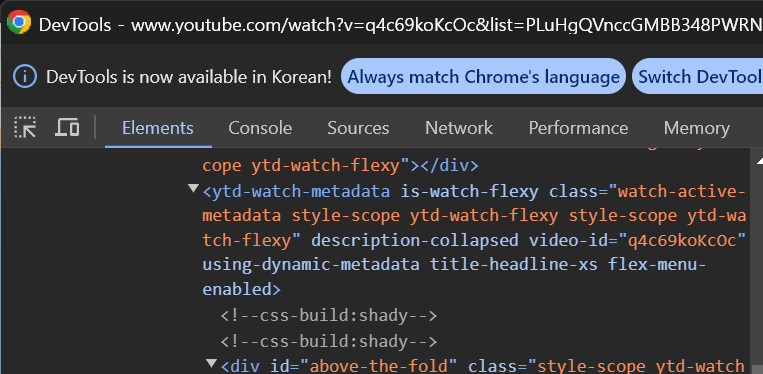 DevTools - www.youtube.com/watch?v=q4c69koKcOc&list=PLuHgQVnccGMBB348PWRN
DevTools is now available in Korean! Always match Chrome's language Switch DevTool
Elements Console Sources Network Performance Memory
cope ytd-watch-flexy"></div>
<ytd-watch-metadata is-watch-flexy class="watch-active-
metadata style-scope ytd-watch-flexy style-scope ytd-wa
tch-flexy" description-collapsed video-id="q4c69koKcOc"
using-dynamic-metadata title-headline-xs flex-menu-
enabled>
<!--css-build:shady-->
<!--css-build:shady-->
<div id="above-the-fold" class="style-scope ytd-watch